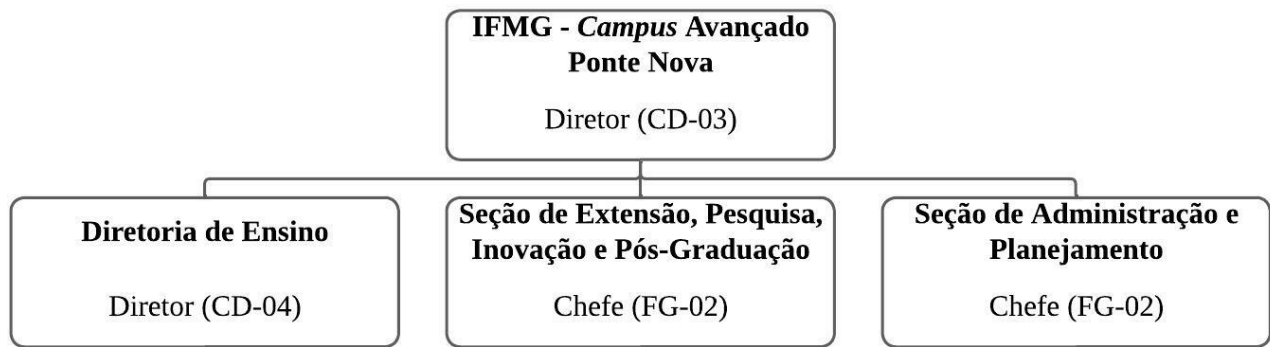 IFMG - Campus Avançado
Ponte Nova
Diretor (CD-03)
Diretoria de Ensino
Diretor (CD-04)
Seção de Extensão, Pesquisa,
Inovação e Pós-Graduação
Chefe (FG-02)
Seção de Administração e
Planejamento
Chefe (FG-02)